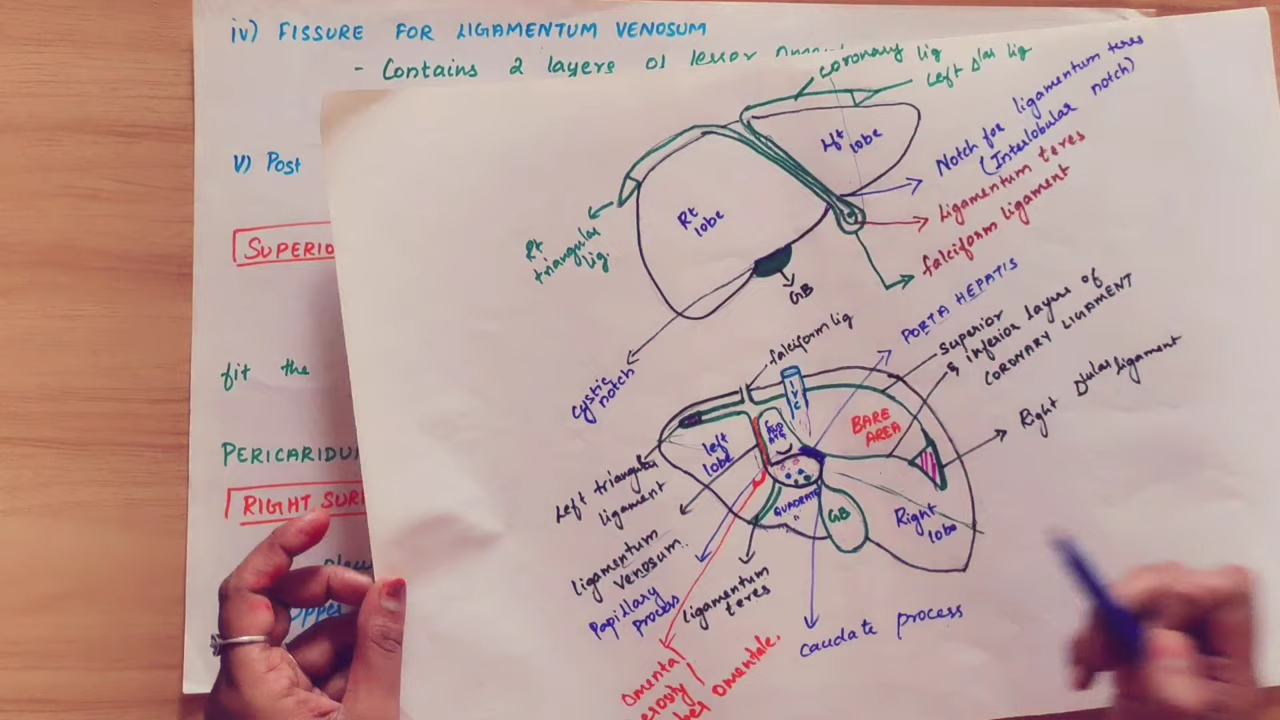 iv) FISSURE FOR LIGAMENTUM VENOSUM
- Contains 2 layers of lesser
V) Post
SUPERIO
fit the
PERICARIDU
RIGHT SUR
Upper
coronary lig
Left Δlar lig
Notch for ligamentum teres
(Interlobular notch)
Ligamentum teres
falciform ligament
Lft
lobe
Rt
lobe
Rt
triangular
lig.
GB
cystic
notch
falciform lig
PORTA HEPATIS
superior
& inferior layers of
CORONARY LIGAMENT
Right Δular ligament
IVC
BARE
AREA
left
lobe
QUADRATE
GB
Right
lobe
Left triangular
ligament
ligamentum
venosum.
Papillary
process
ligamentum
teres
caudate process
omental
omentale.